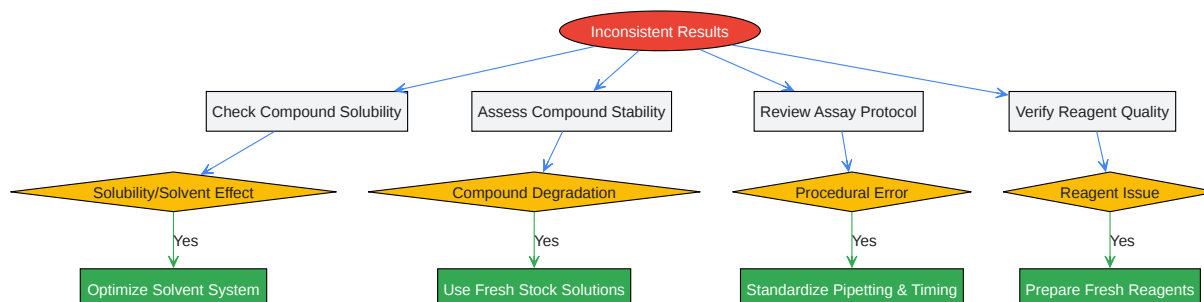 Inconsistent Results
Check Compound Solubility
Assess Compound Stability
Review Assay Protocol
Verify Reagent Quality
Solubility/Solvent Effect
Compound Degradation
Procedural Error
Reagent Issue
Yes
Yes
Yes
Yes
Optimize Solvent System
Use Fresh Stock Solutions
Standardize Pipetting & Timing
Prepare Fresh Reagents